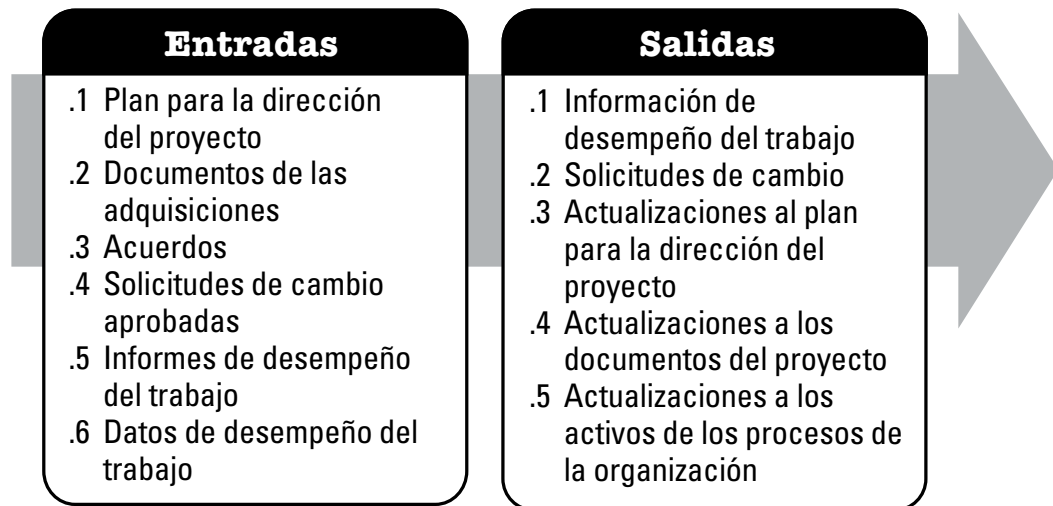 Entradas
.1 Plan para la dirección
del proyecto
.2 Documentos de las
adquisiciones
.3 Acuerdos
.4 Solicitudes de cambio
aprobadas
.5 Informes de desempeño
del trabajo
.6 Datos de desempeño del
trabajo
Salidas
.1 Información de
desempeño del trabajo
.2 Solicitudes de cambio
.3 Actualizaciones al plan
para la dirección del
proyecto
.4 Actualizaciones a los
documentos del proyecto
.5 Actualizaciones a los
activos de los procesos de
la organización